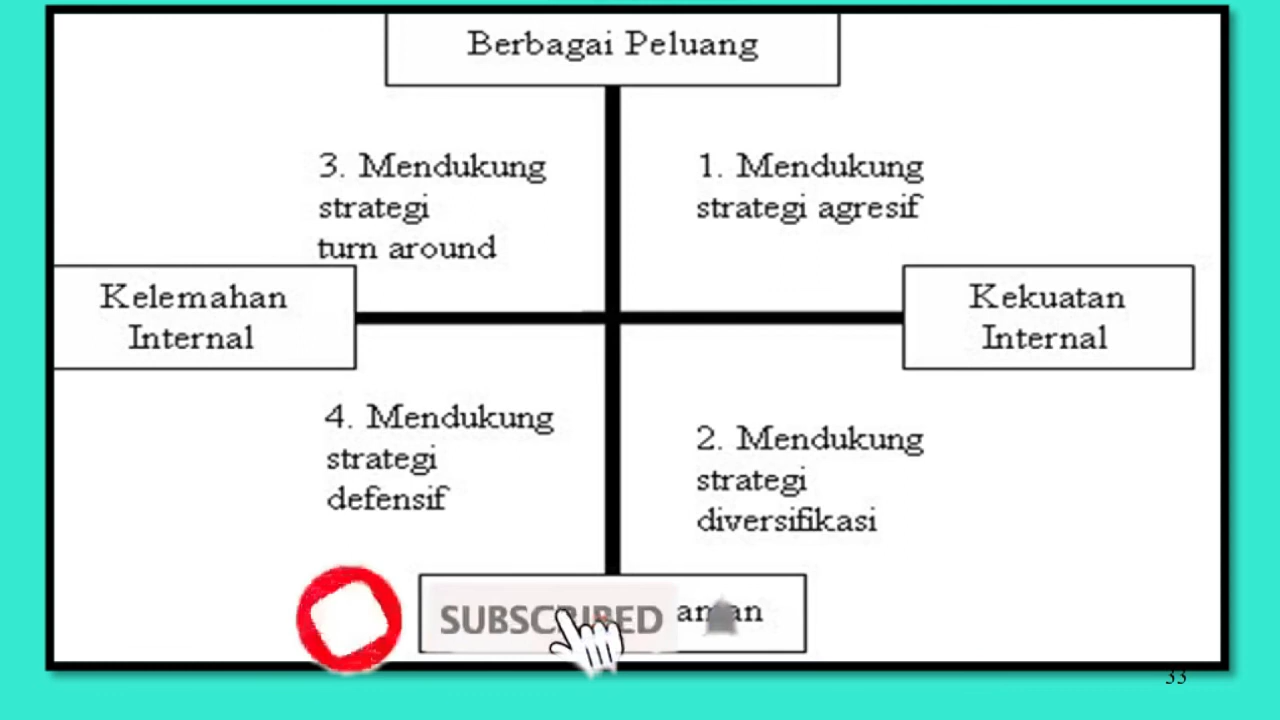 Berbagai Peluang
3. Mendukung
strategi
turn around
1. Mendukung
strategi agresif
Kelemahan
Internal
Kekuatan
Internal
4. Mendukung
strategi
defensif
2. Mendukung
strategi
diversifikasi
SUBSCRIBED
33